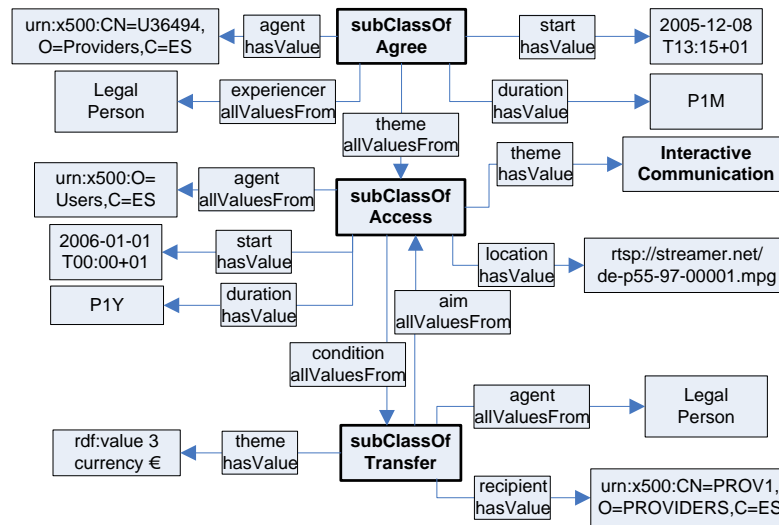 urn:x500:CN=U36494,
O=Providers,C=ES
agent
hasValue
subClassOf
Agree
start
hasValue
2005-12-08
T13:15+01
Legal
Person
experiencer
allValuesFrom
duration
hasValue
P1M
theme
allValuesFrom
theme
hasValue
Interactive
Communication
urn:x500:O=
Users,C=ES
agent
allValuesFrom
subClassOf
Access
2006-01-01
T00:00+01
start
hasValue
location
hasValue
rtsp://streamer.net/
de-p55-97-00001.mpg
P1Y
duration
hasValue
aim
allValuesFrom
condition
allValuesFrom
agent
allValuesFrom
Legal
Person
rdf:value 3
currency €
theme
hasValue
subClassOf
Transfer
recipient
hasValue
urn:x500:CN=PROV1,
O=PROVIDERS,C=ES